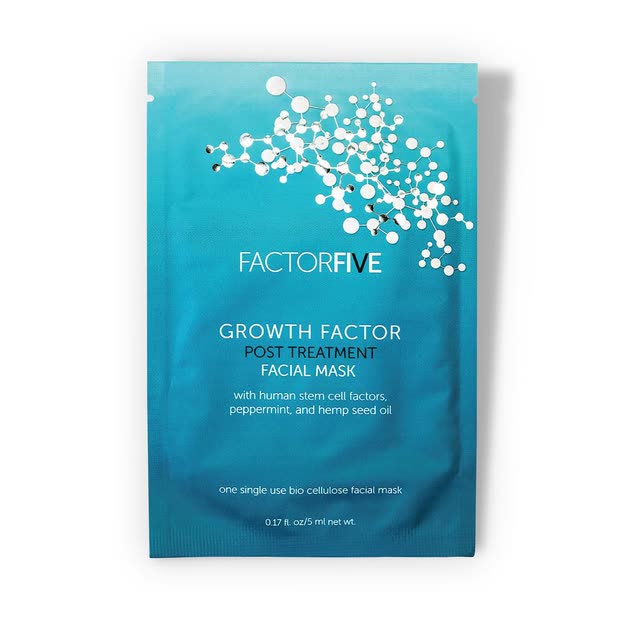 FACTORFIVE
GROWTH FACTOR
POST TREATMENT
FACIAL MASK
with human stem cell factors,
peppermint, and hemp seed oil
one single use bio cellulose facial mask
0.17 fl. oz/5 ml net wt.